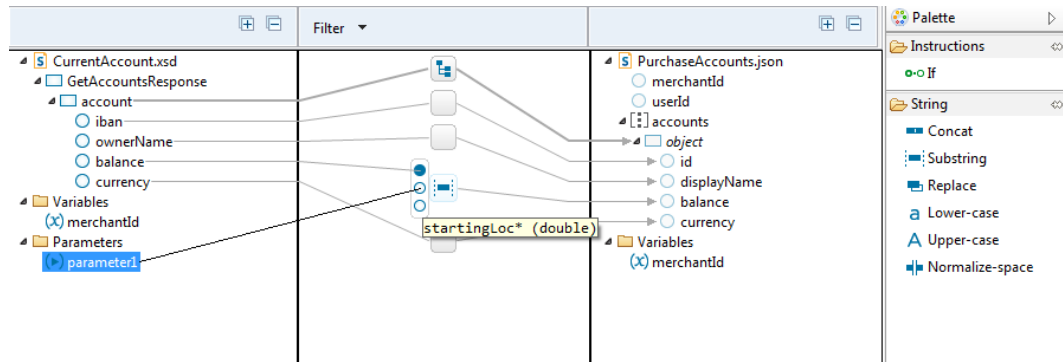 Filter
S CurrentAccount.xsd
GetAccountsResponse
account
iban
ownerName
balance
currency
Variables
(x) merchantId
Parameters
parameter1
startingLoc* (double)
S PurchaseAccounts.json
merchantId
userId
[:] accounts
object
id
displayName
balance
currency
Variables
(x) merchantId
Palette
Instructions
If
String
Concat
Substring
Replace
a Lower-case
A Upper-case
Normalize-space